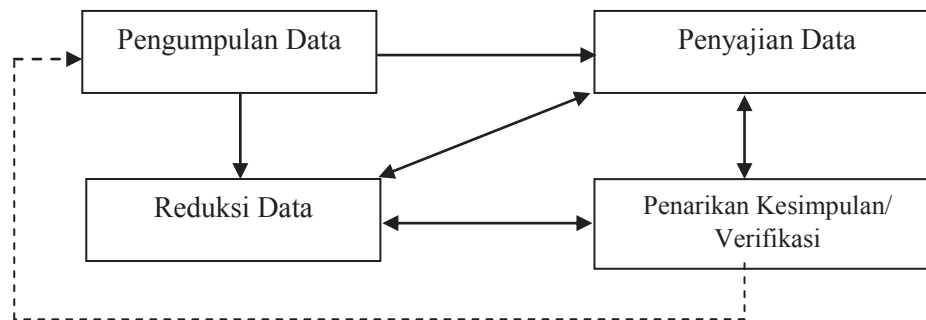 Pengumpulan Data
Penyajian Data
Reduksi Data
Penarikan Kesimpulan/
Verifikasi